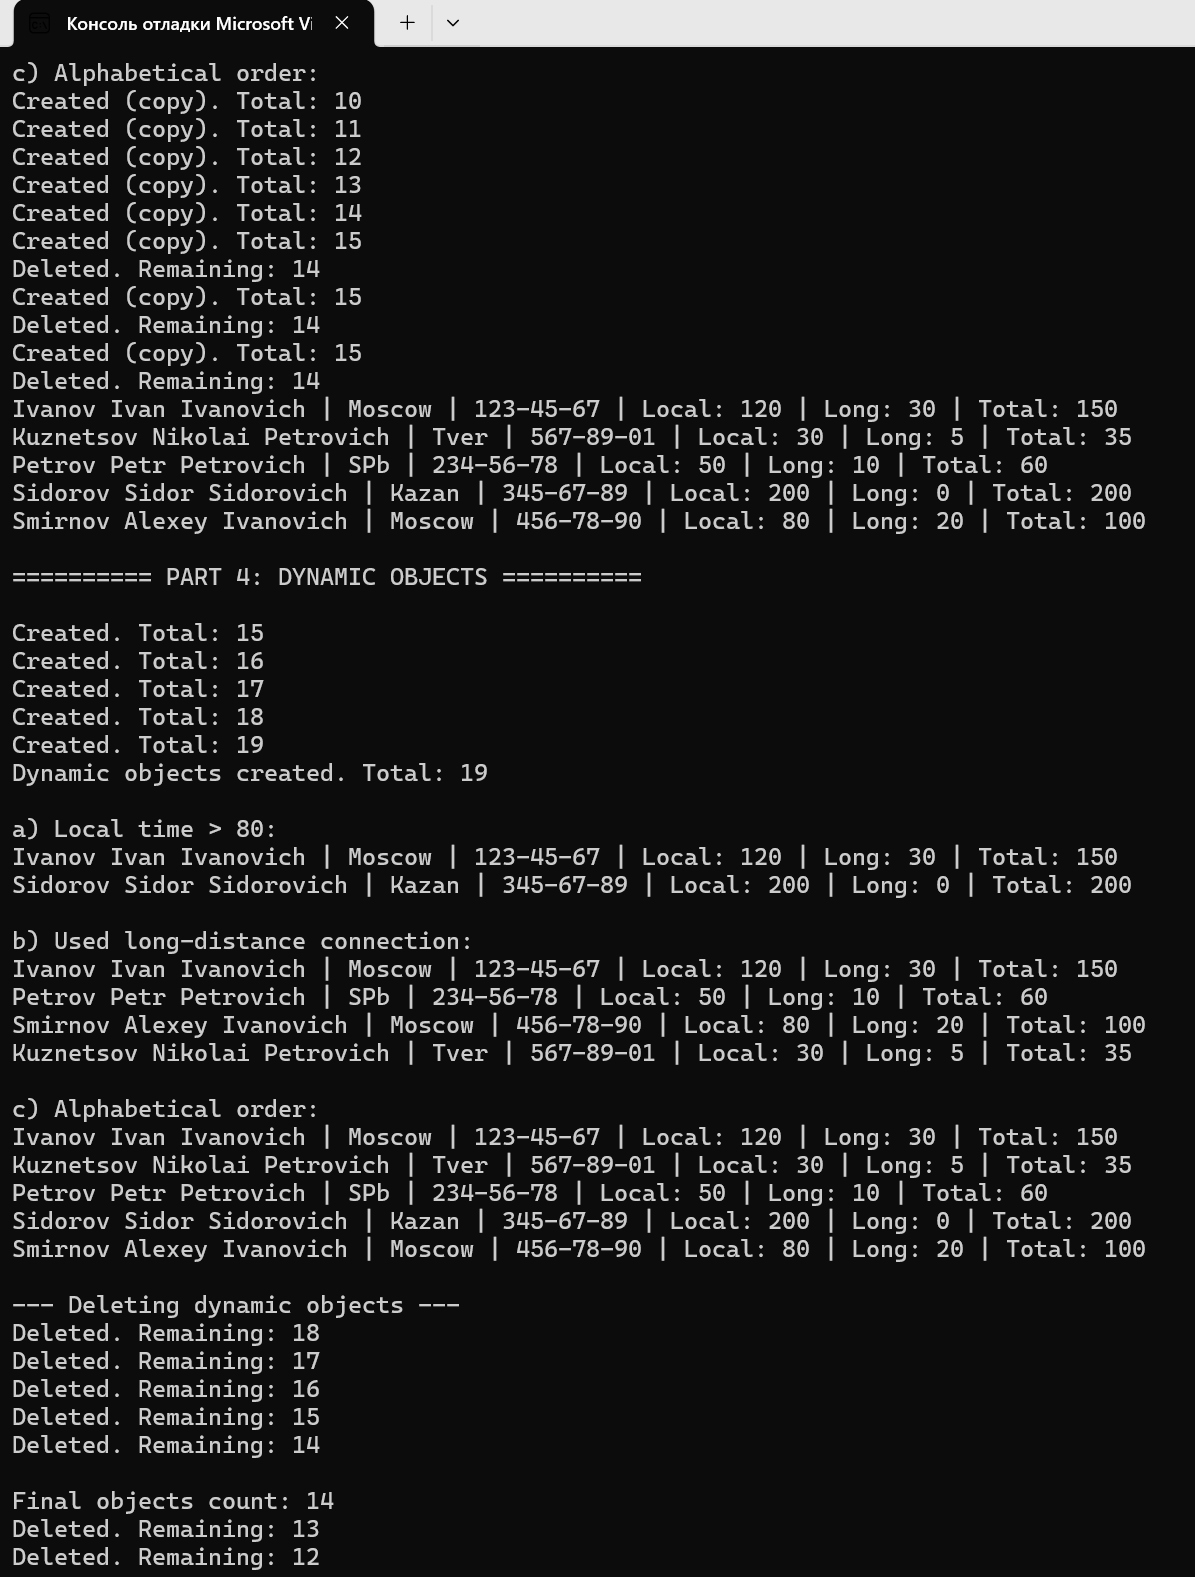 Консоль отладки Microsoft Vi
c) Alphabetical order:
Created (copy). Total: 10
Created (copy). Total: 11
Created (copy). Total: 12
Created (copy). Total: 13
Created (copy). Total: 14
Created (copy). Total: 15
Deleted. Remaining: 14
Created (copy). Total: 15
Deleted. Remaining: 14
Created (copy). Total: 15
Deleted. Remaining: 14
Ivanov Ivan Ivanovich | Moscow | 123-45-67 | Local: 120 | Long: 30 | Total: 150
Kuznetsov Nikolai Petrovich | Tver | 567-89-01 | Local: 30 | Long: 5 | Total: 35
Petrov Petr Petrovich | SPb | 234-56-78 | Local: 50 | Long: 10 | Total: 60
Sidorov Sidor Sidorovich | Kazan | 345-67-89 | Local: 200 | Long: 0 | Total: 200
Smirnov Alexey Ivanovich | Moscow | 456-78-90 | Local: 80 | Long: 20 | Total: 100
========== PART 4: DYNAMIC OBJECTS ==========
Created. Total: 15
Created. Total: 16
Created. Total: 17
Created. Total: 18
Created. Total: 19
Dynamic objects created. Total: 19
a) Local time > 80:
Ivanov Ivan Ivanovich | Moscow | 123-45-67 | Local: 120 | Long: 30 | Total: 150
Sidorov Sidor Sidorovich | Kazan | 345-67-89 | Local: 200 | Long: 0 | Total: 200
b) Used long-distance connection:
Ivanov Ivan Ivanovich | Moscow | 123-45-67 | Local: 120 | Long: 30 | Total: 150
Petrov Petr Petrovich | SPb | 234-56-78 | Local: 50 | Long: 10 | Total: 60
Smirnov Alexey Ivanovich | Moscow | 456-78-90 | Local: 80 | Long: 20 | Total: 100
Kuznetsov Nikolai Petrovich | Tver | 567-89-01 | Local: 30 | Long: 5 | Total: 35
c) Alphabetical order:
Ivanov Ivan Ivanovich | Moscow | 123-45-67 | Local: 120 | Long: 30 | Total: 150
Kuznetsov Nikolai Petrovich | Tver | 567-89-01 | Local: 30 | Long: 5 | Total: 35
Petrov Petr Petrovich | SPb | 234-56-78 | Local: 50 | Long: 10 | Total: 60
Sidorov Sidor Sidorovich | Kazan | 345-67-89 | Local: 200 | Long: 0 | Total: 200
Smirnov Alexey Ivanovich | Moscow | 456-78-90 | Local: 80 | Long: 20 | Total: 100
--- Deleting dynamic objects ---
Deleted. Remaining: 18
Deleted. Remaining: 17
Deleted. Remaining: 16
Deleted. Remaining: 15
Deleted. Remaining: 14
Final objects count: 14
Deleted. Remaining: 13
Deleted. Remaining: 12